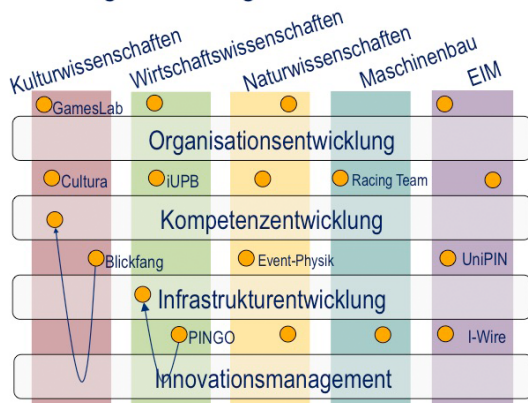 Kulturwissenschaften
Wirtschaftswissenschaften
Naturwissenschaften
Maschinenbau
EIM
GamesLab
Organisationsentwicklung
Cultura
iUPB
Racing Team
Kompetenzentwicklung
Blickfang
Event-Physik
UniPIN
Infrastrukturentwicklung
PINGO
I-Wire
Innovationsmanagement